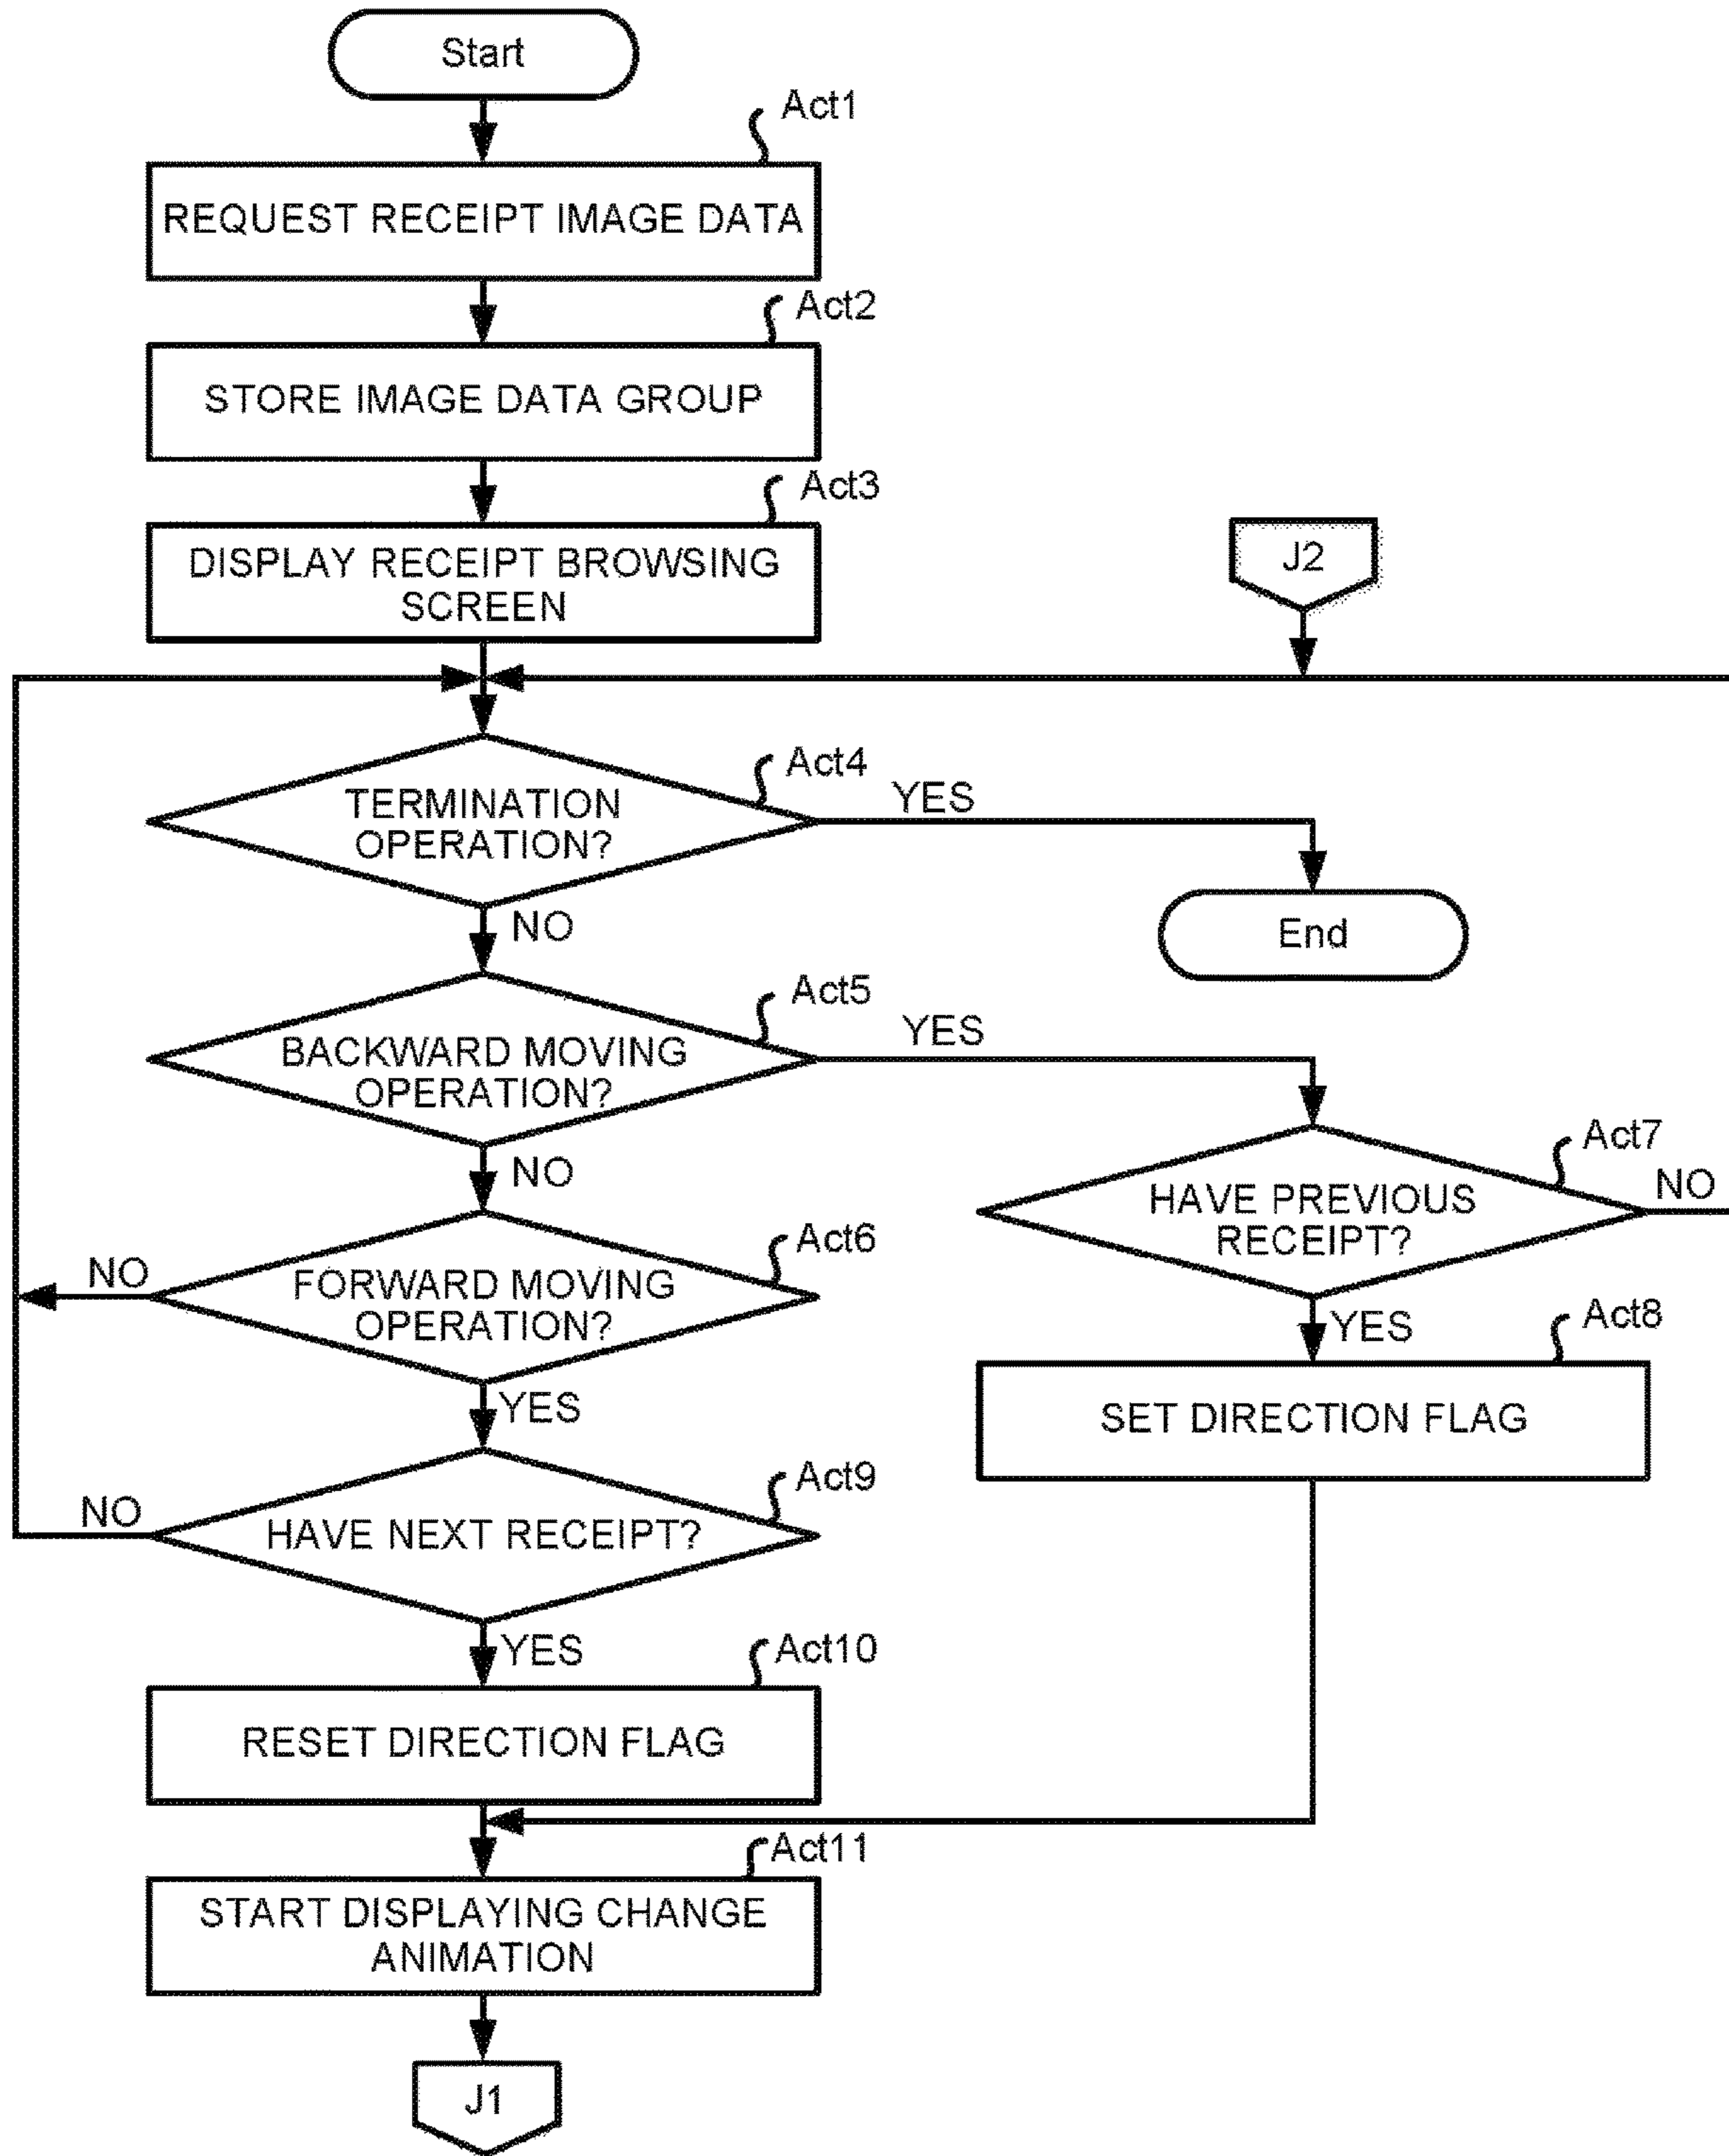 Start
Act1
REQUEST RECEIPT IMAGE DATA
Act2
STORE IMAGE DATA GROUP
Act3
DISPLAY RECEIPT BROWSING
SCREEN
J2
Act4
TERMINATION
OPERATION?
YES
NO
End
Act5
BACKWARD MOVING
OPERATION?
YES
NO
Act7
HAVE PREVIOUS
RECEIPT?
NO
YES
Act6
FORWARD MOVING
OPERATION?
NO
YES
Act8
SET DIRECTION FLAG
Act9
HAVE NEXT RECEIPT?
NO
YES
Act10
RESET DIRECTION FLAG
Act11
START DISPLAYING CHANGE
ANIMATION
J1